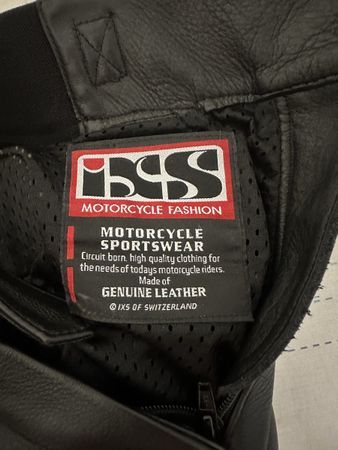 iXS
MOTORCYCLE FASHION
MOTORCYCLE
SPORTSWEAR
Circuit born. high quality clothing for
the needs of todays motorcycle riders.
Made of
GENUINE LEATHER
© IXS OF SWITZERLAND